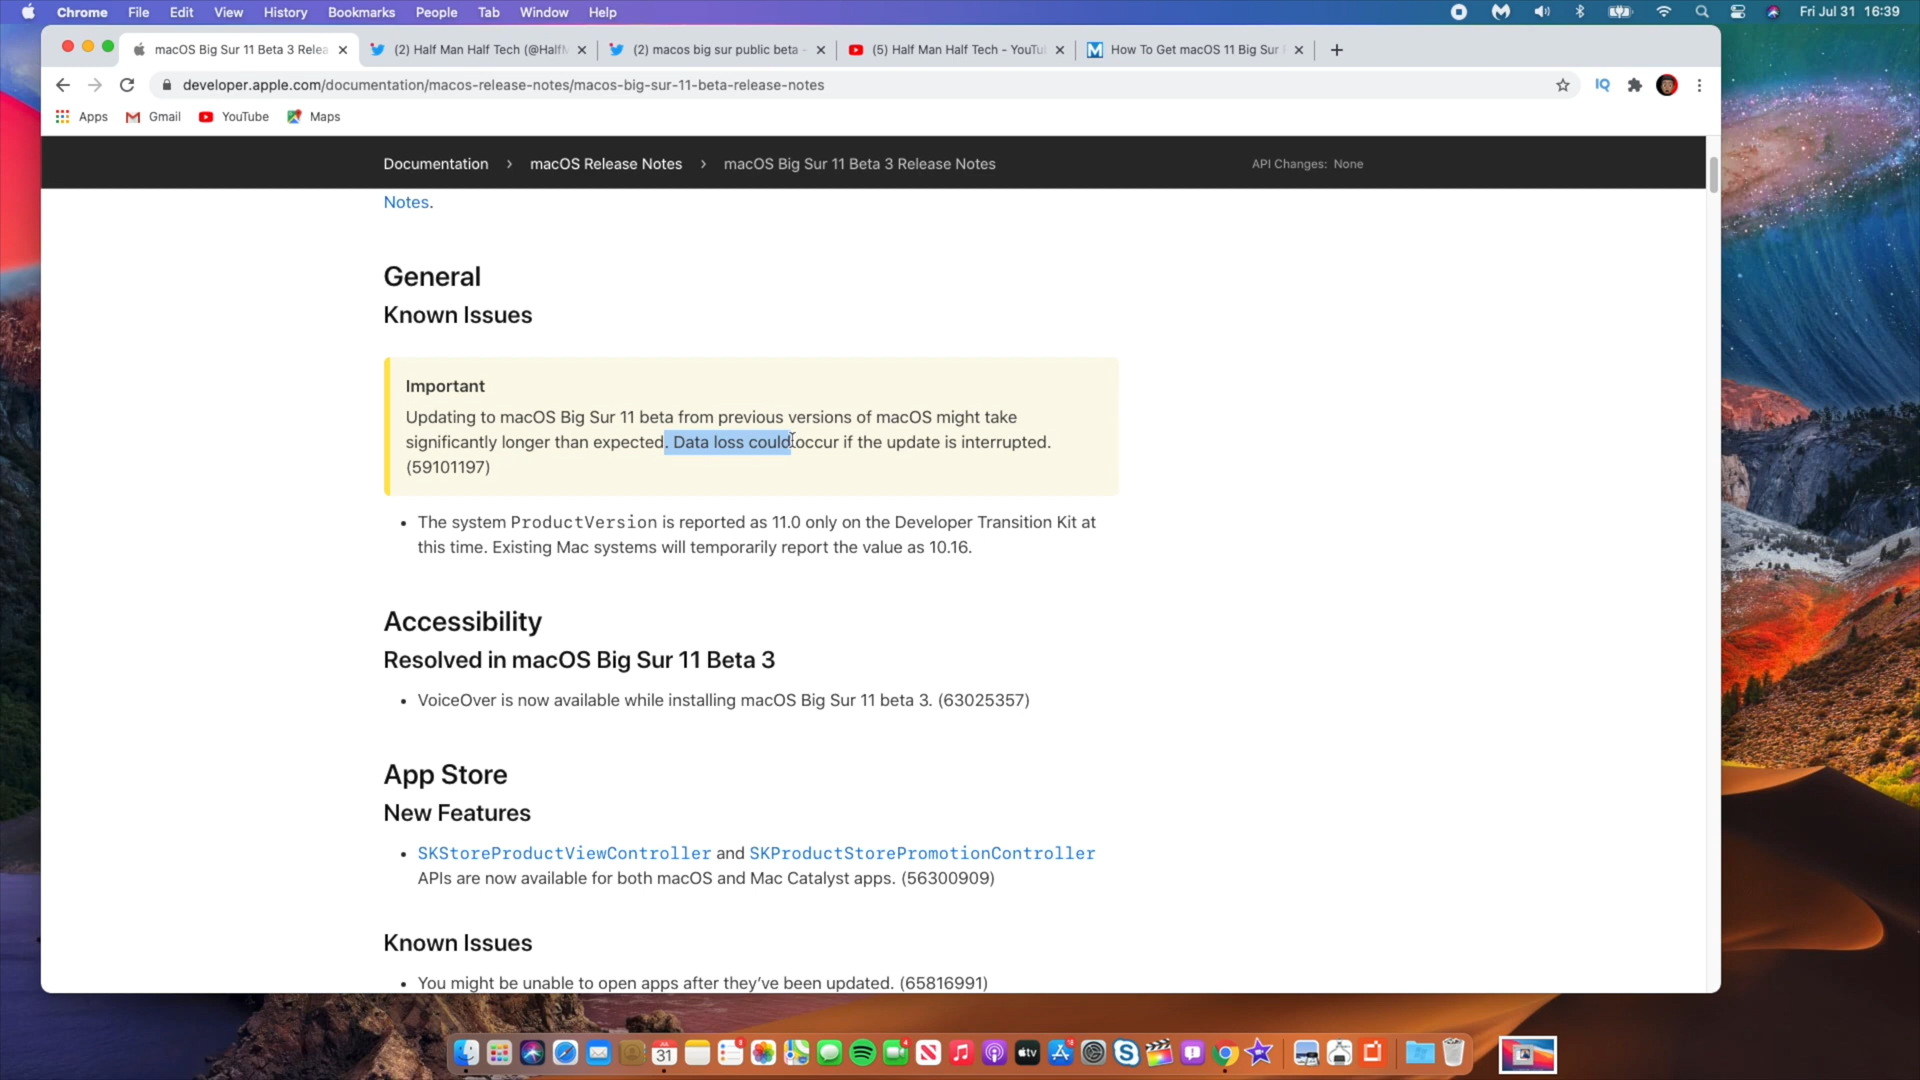 Chrome File Edit View History Bookmarks People Tab Window Help Fri Jul 31 16:39
macOS Big Sur 11 Beta 3 Relea (2) Half Man Half Tech (@Half (2) macos big sur public beta - (5) Half Man Half Tech - YouTu How To Get macOS 11 Big Sur
developer.apple.com/documentation/macos-release-notes/macos-big-sur-11-beta-release-notes IQ
Apps Gmail YouTube Maps
Documentation › macOS Release Notes › macOS Big Sur 11 Beta 3 Release Notes API Changes: None
Notes.
General
Known Issues
Important
Updating to macOS Big Sur 11 beta from previous versions of macOS might take
significantly longer than expected. Data loss could occur if the update is interrupted.
(59101197)
• The system ProductVersion is reported as 11.0 only on the Developer Transition Kit at
this time. Existing Mac systems will temporarily report the value as 10.16.
Accessibility
Resolved in macOS Big Sur 11 Beta 3
• VoiceOver is now available while installing macOS Big Sur 11 beta 3. (63025357)
App Store
New Features
• SKStoreProductViewController and SKProductStorePromotionController
APIs are now available for both macOS and Mac Catalyst apps. (56300909)
Known Issues
• You might be unable to open apps after they’ve been updated. (65816991)
31 tv